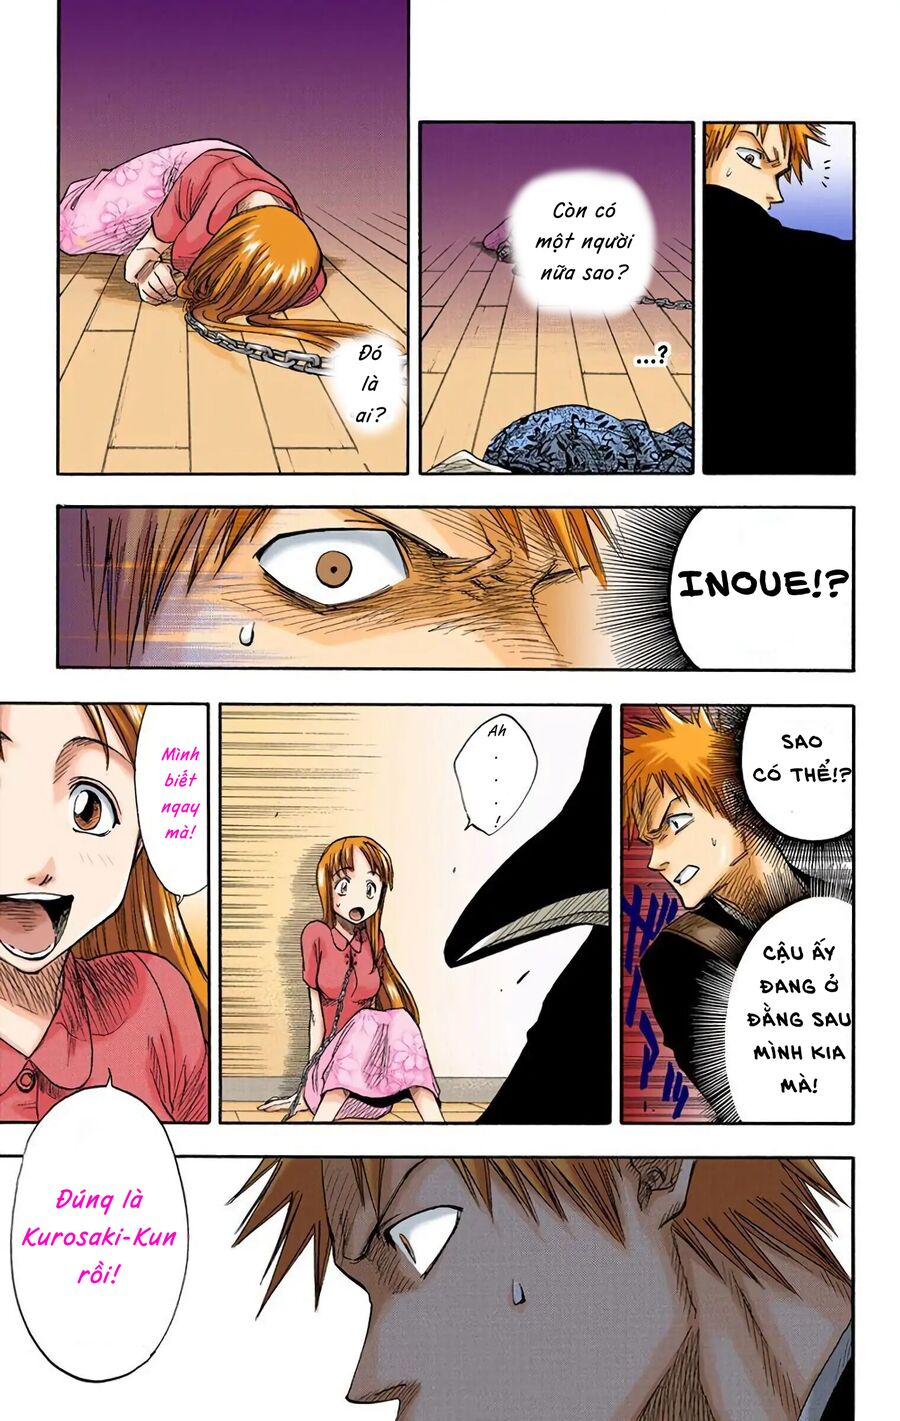 Còn có
một người
nữa sao?
...?
Đó
là
ai?
INOUE!?
SAO
CÓ THỂ!?
CẬU ẤY
ĐANG Ở
ĐẰNG SAU
MÌNH KIA
MÀ!
Ah
.....!
Mình
biết
ngay
mà!
Đúng là
Kurosaki-Kun
rồi!